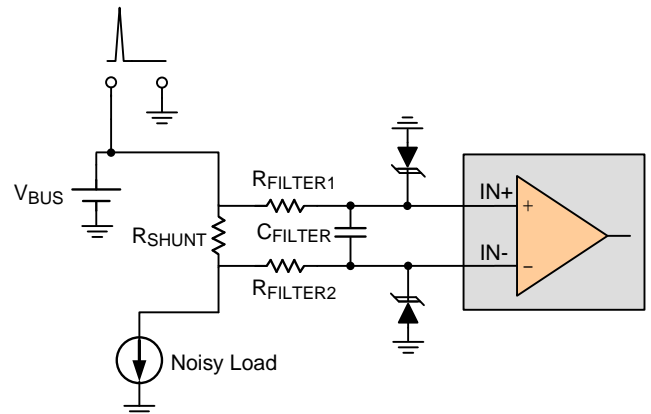 R_FILTER1
V_BUS
IN+
+
R_SHUNT
C_FILTER
IN-
−
R_FILTER2
Noisy Load